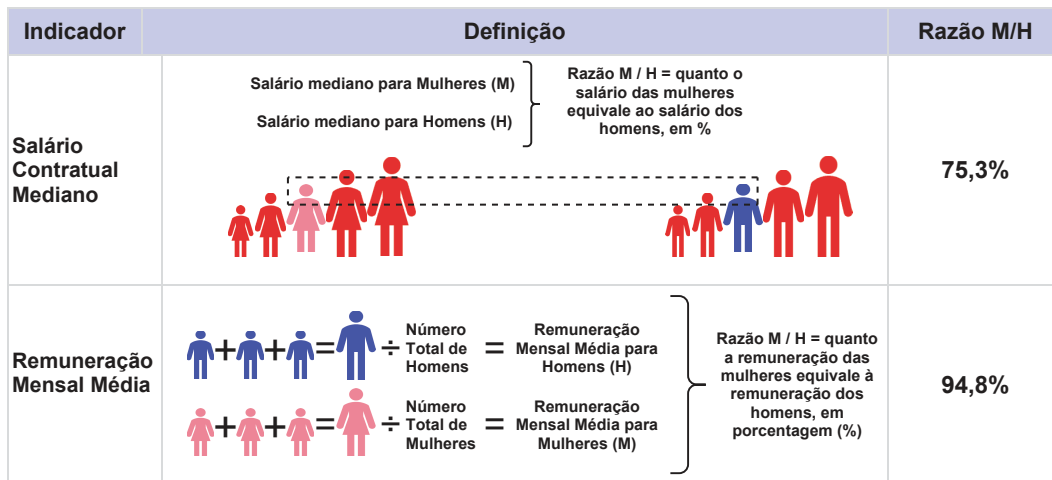 Indicador Definição Razão M/H
Salário
Contratual
Mediano
Salário mediano para Mulheres (M)
Salário mediano para Homens (H)
Razão M / H = quanto o
salário das mulheres
equivale ao salário dos
homens, em %
75,3%
Remuneração
Mensal Média
+ + = ÷
Número
Total de
Homens
=
Remuneração
Mensal Média para
Homens (H)
+ + = ÷
Número
Total de
Mulheres
=
Remuneração
Mensal Média para
Mulheres (M)
Razão M / H = quanto
a remuneração das
mulheres equivale à
remuneração dos
homens, em
porcentagem (%)
94,8%